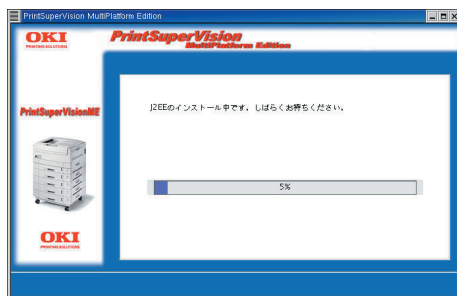 PrintSuperVision MultiPlatform Edition
OKI
PRINTING SOLUTIONS
PrintSuperVision
MultiPlatform Edition
J2EEのインストール中です。しばらくお待ちください。
PrintSuperVisionME
5%
OKI
PRINTING SOLUTIONS